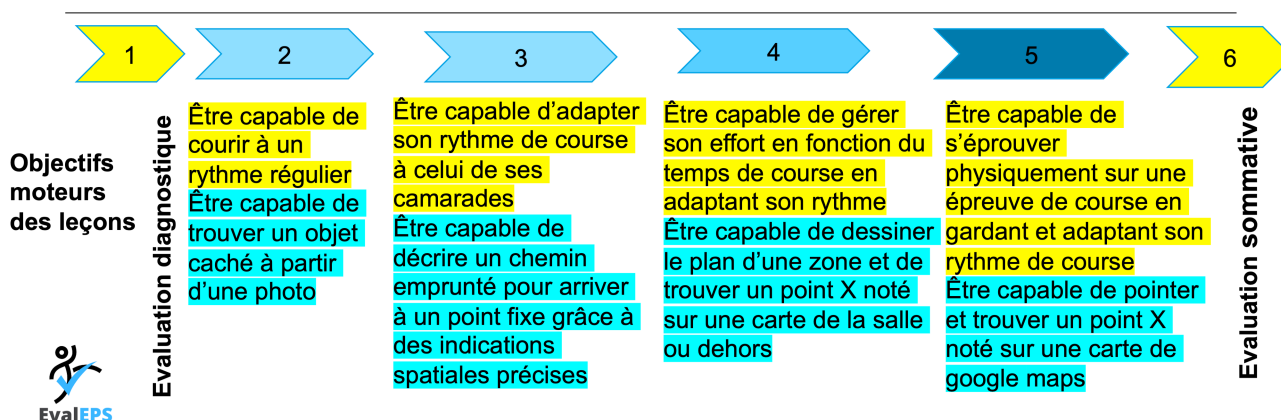 1
2
3
4
5
6
Objectifs
moteurs
des leçons
Evaluation diagnostique
Être capable de
courir à un
rythme régulier
Être capable de
trouver un objet
caché à partir
d’une photo
Être capable d’adapter
son rythme de course
à celui de ses
camarades
Être capable de
décrire un chemin
emprunté pour arriver
à un point fixe grâce à
des indications
spatiales précises
Être capable de gérer
son effort en fonction du
temps de course en
adaptant son rythme
Être capable de dessiner
le plan d’une zone et de
trouver un point X noté
sur une carte de la salle
ou dehors
Être capable de
s’éprouver
physiquement sur une
épreuve de course en
gardant et adaptant son
rythme de course
Être capable de pointer
et trouver un point X
noté sur une carte de
google maps
Evaluation sommative
EvalEPS